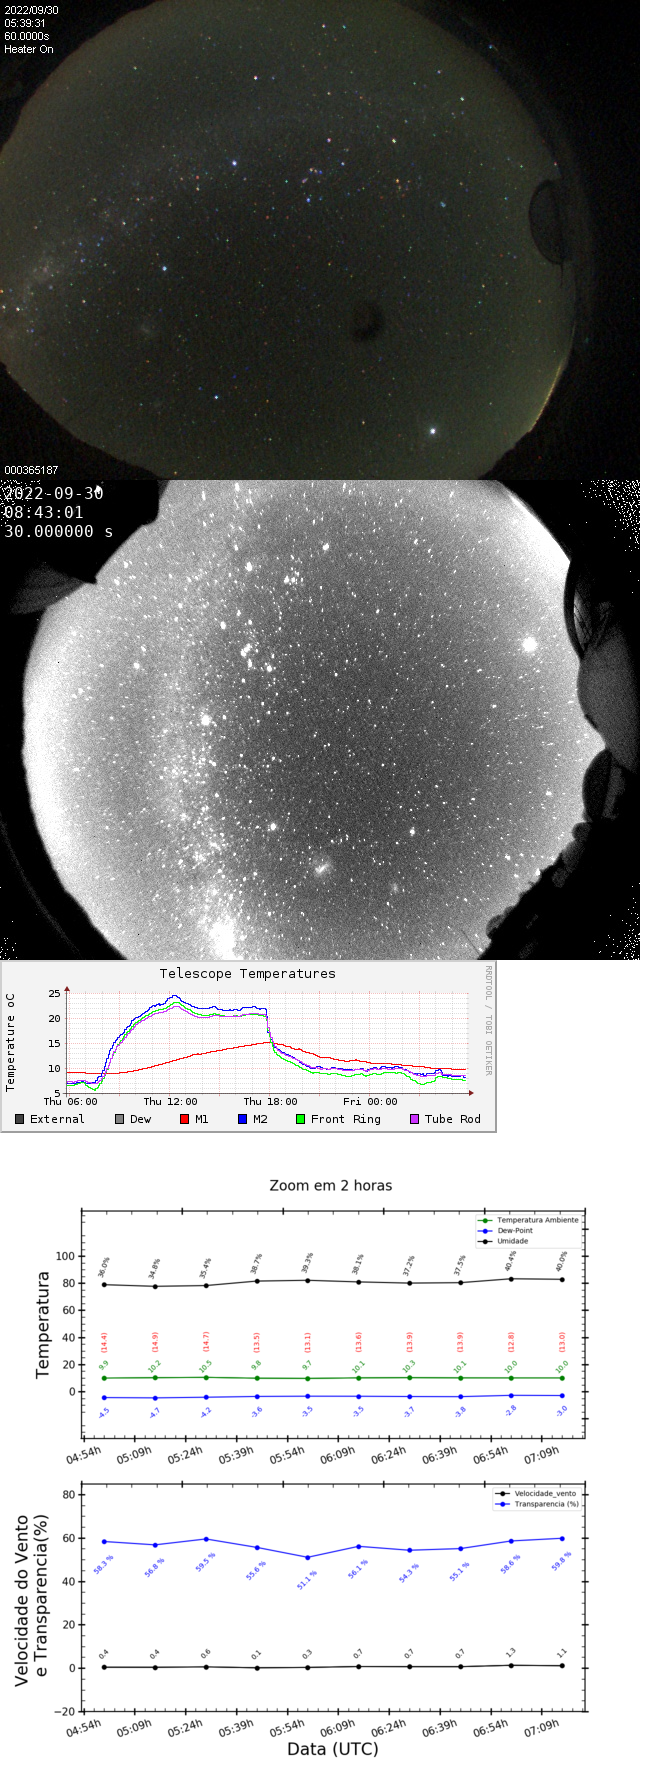 2022/09/30
05:39:31
60.0000s
Heater On
000365187
2022-09-30
08:43:01
30.000000 s
Telescope Temperatures
RRDTOOL / TOBI OETIKER
Temperature oC
25
20
15
10
5
Thu 06:00 Thu 12:00 Thu 18:00 Fri 00:00
External Dew M1 M2 Front Ring Tube Rod
Zoom em 2 horas
Temperatura Ambiente
Dew-Point
Umidade
Temperatura
100
80
60
40
20
0
36.0% 34.8% 35.4% 38.7% 39.3% 38.1% 37.2% 37.5% 40.4% 40.0%
(14.4) (14.9) (14.7) (13.5) (13.1) (13.6) (13.9) (13.9) (12.8) (13.0)
9.9 10.2 10.5 9.8 9.7 10.1 10.3 10.1 10.0 10.0
-4.5 -4.7 -4.2 -3.6 -3.5 -3.5 -3.7 -3.8 -2.8 -3.0
04:54h 05:09h 05:24h 05:39h 05:54h 06:09h 06:24h 06:39h 06:54h 07:09h
Velocidade_vento
Transparencia (%)
Velocidade do Vento
e Transparencia(%)
80
60
40
20
0
−20
58.3 % 56.8 % 59.5 % 55.6 % 51.1 % 56.1 % 54.3 % 55.1 % 58.6 % 59.8 %
0.4 0.4 0.6 0.1 0.3 0.7 0.7 0.7 1.3 1.1
04:54h 05:09h 05:24h 05:39h 05:54h 06:09h 06:24h 06:39h 06:54h 07:09h
Data (UTC)